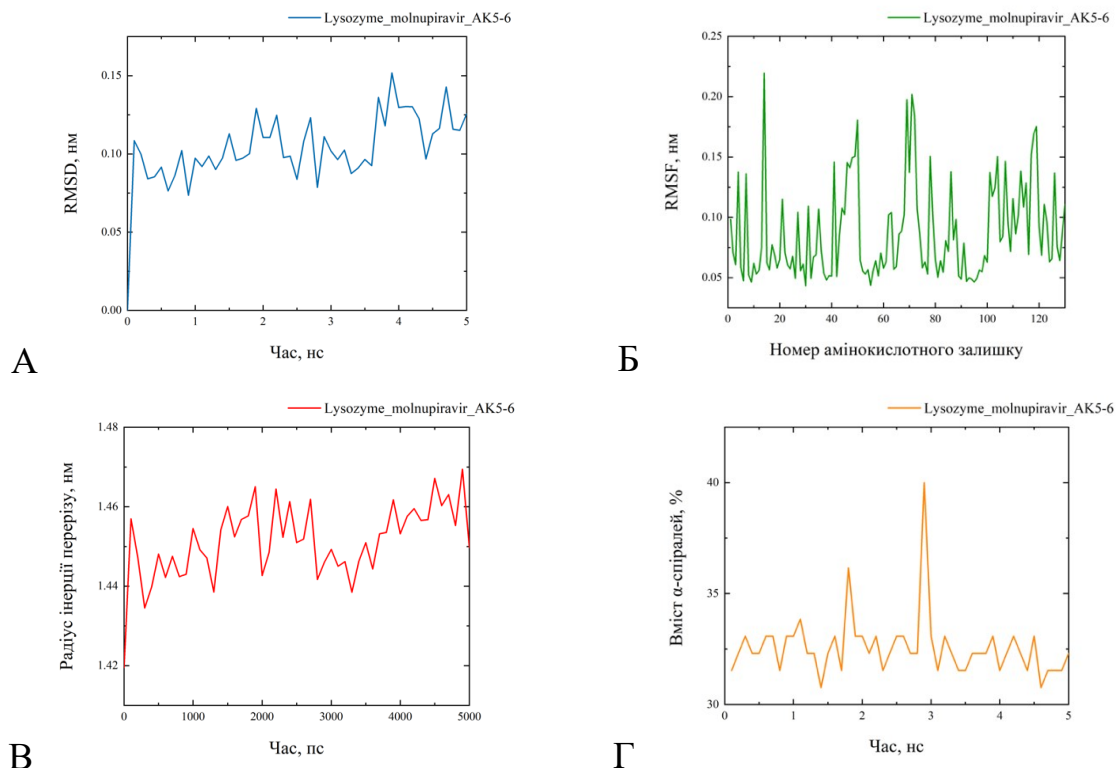 Lysozyme_molnupiravir_AK5-6
0.15
0.10
0.05
0.00
RMSD, нм
0
1
2
3
4
5
Час, нс
А
Lysozyme_molnupiravir_AK5-6
0.25
0.20
0.15
0.10
0.05
RMSF, нм
0
20
40
60
80
100
120
Номер амінокислотного залишку
Б
Lysozyme_molnupiravir_AK5-6
1.48
1.46
1.44
1.42
Радіус інерції перерізу, нм
0
1000
2000
3000
4000
5000
Час, пс
В
Lysozyme_molnupiravir_AK5-6
40
35
30
Вміст α-спіралей, %
1
2
3
4
5
Час, нс
Г